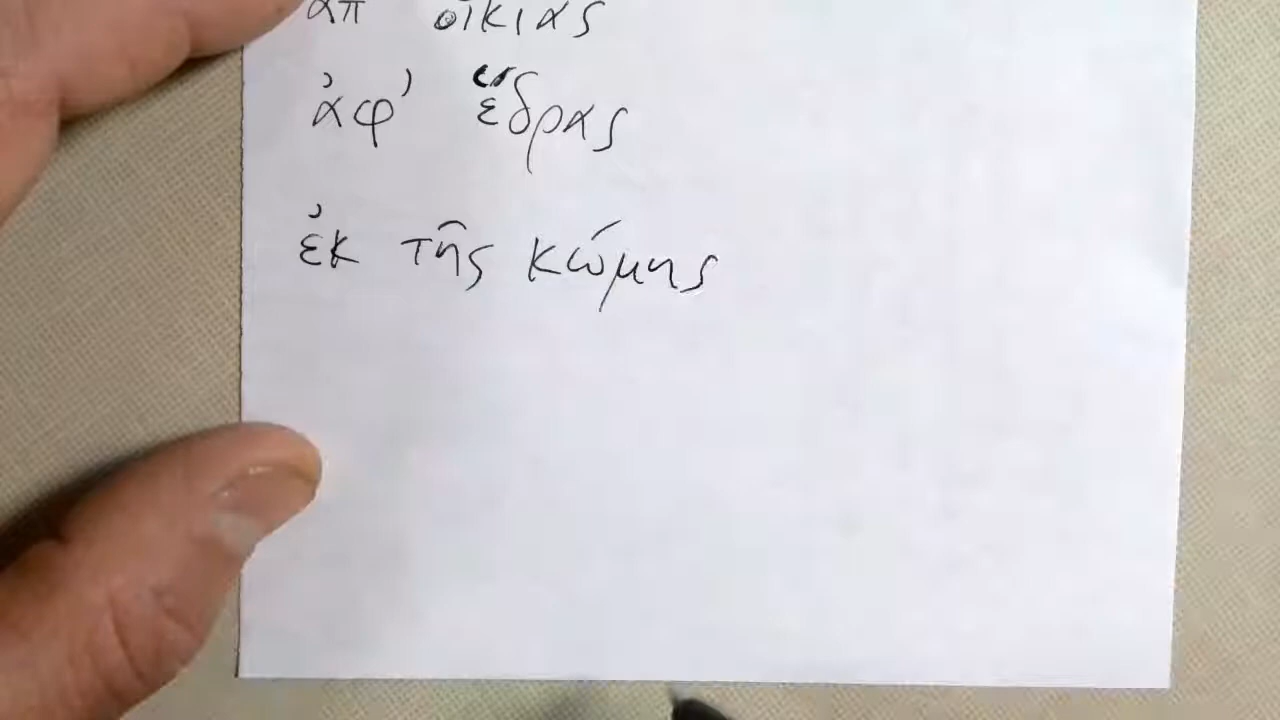 ἀπ οἰκίας
ἀφ’ ἕδρας
ἐκ τῆς κώμης